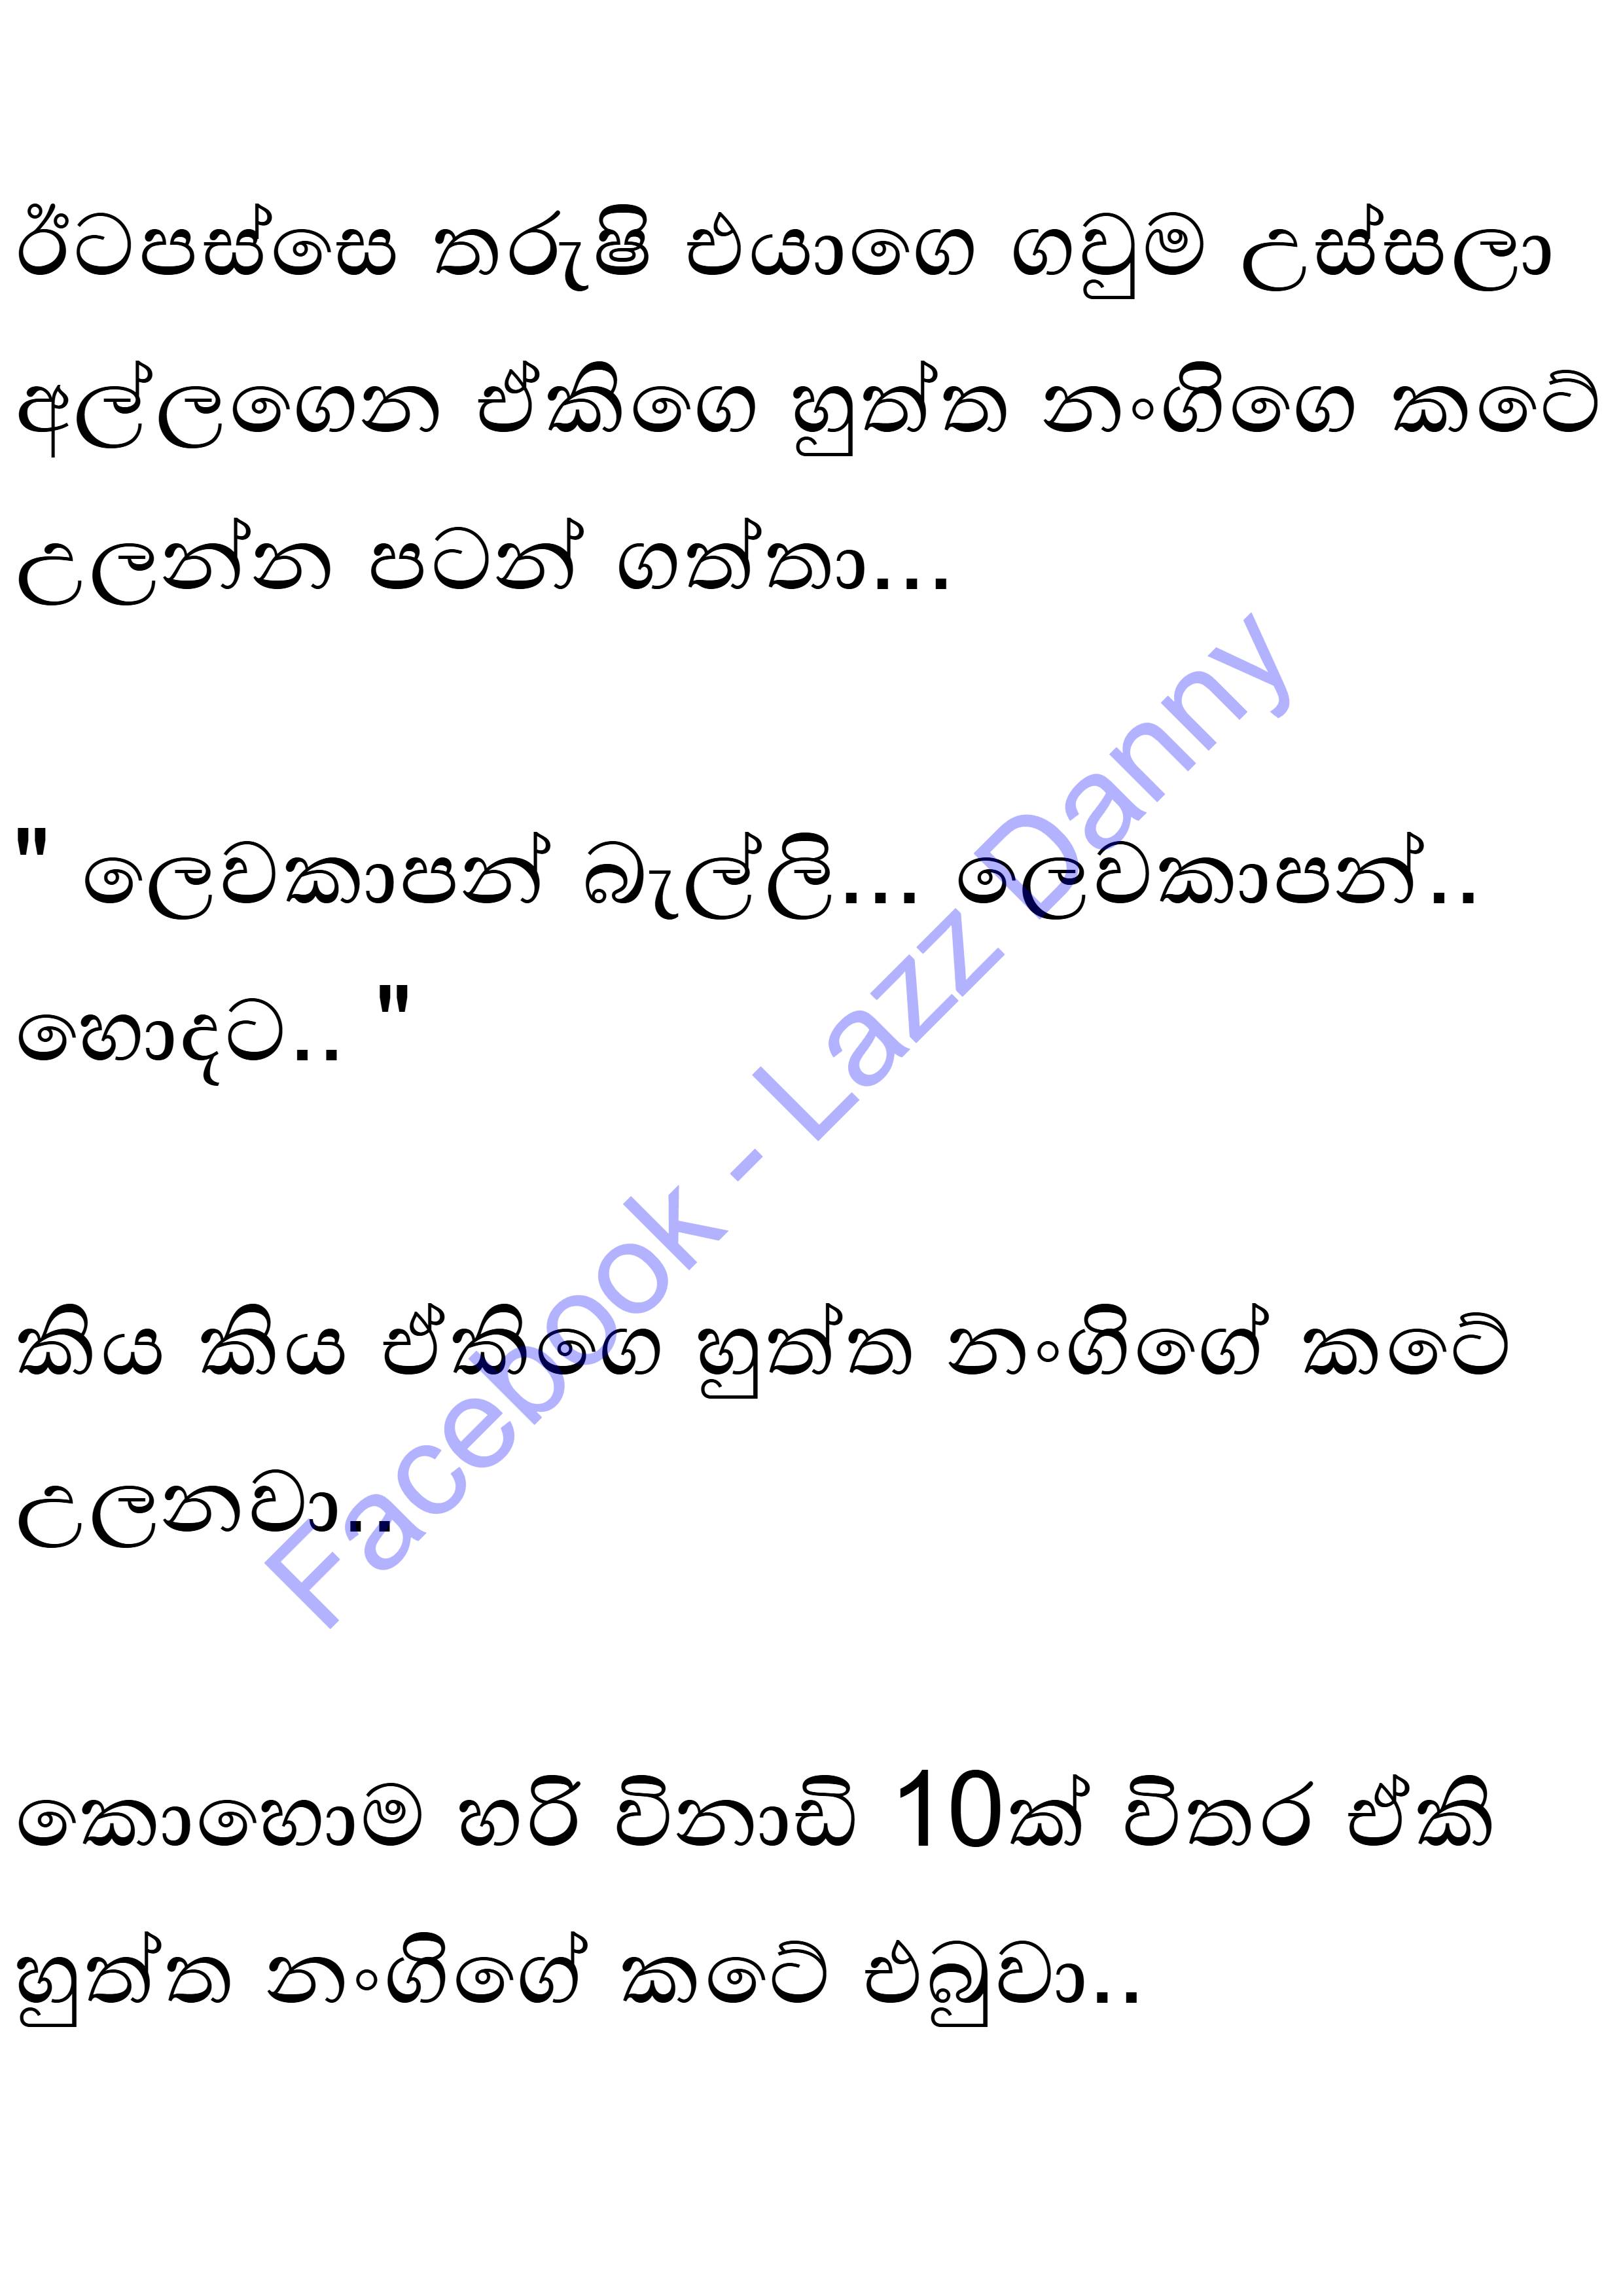 ඊටපස්සෙ තරුෂි එයාගෙ ගවුම උස්සලා
අල්ලගෙන ඒකිගෙ හුත්ත නංගිගෙ කටේ
උලන්න පටන් ගත්තා...
" ලෙවකාපන් බැල්ලි... ලෙවකාපන්..
හොදට.. "
කිය කිය ඒකිගෙ හුත්ත නංගිගේ කටේ
උලනවා..
කොහොම හරි විනාඩි 10ක් විතර ඒකි
හුත්ත නංගිගේ කටේ එබුවා..
Facebook - Lazz Danny